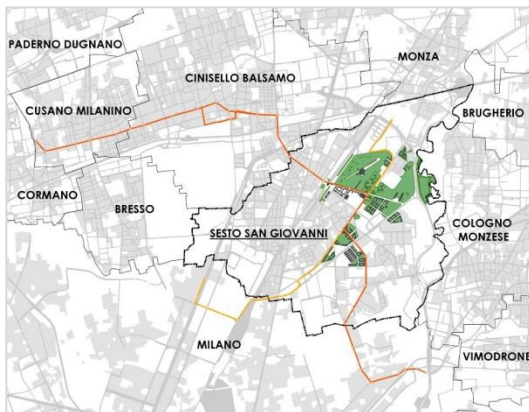 PADERNO DUGNANO
MONZA
CINISELLO BALSAMO
CUSANO MILANINO
BRUGHERIO
CORMANO
BRESSO
COLOGNO
MONZESE
SESTO SAN GIOVANNI
MILANO
VIMODRONE